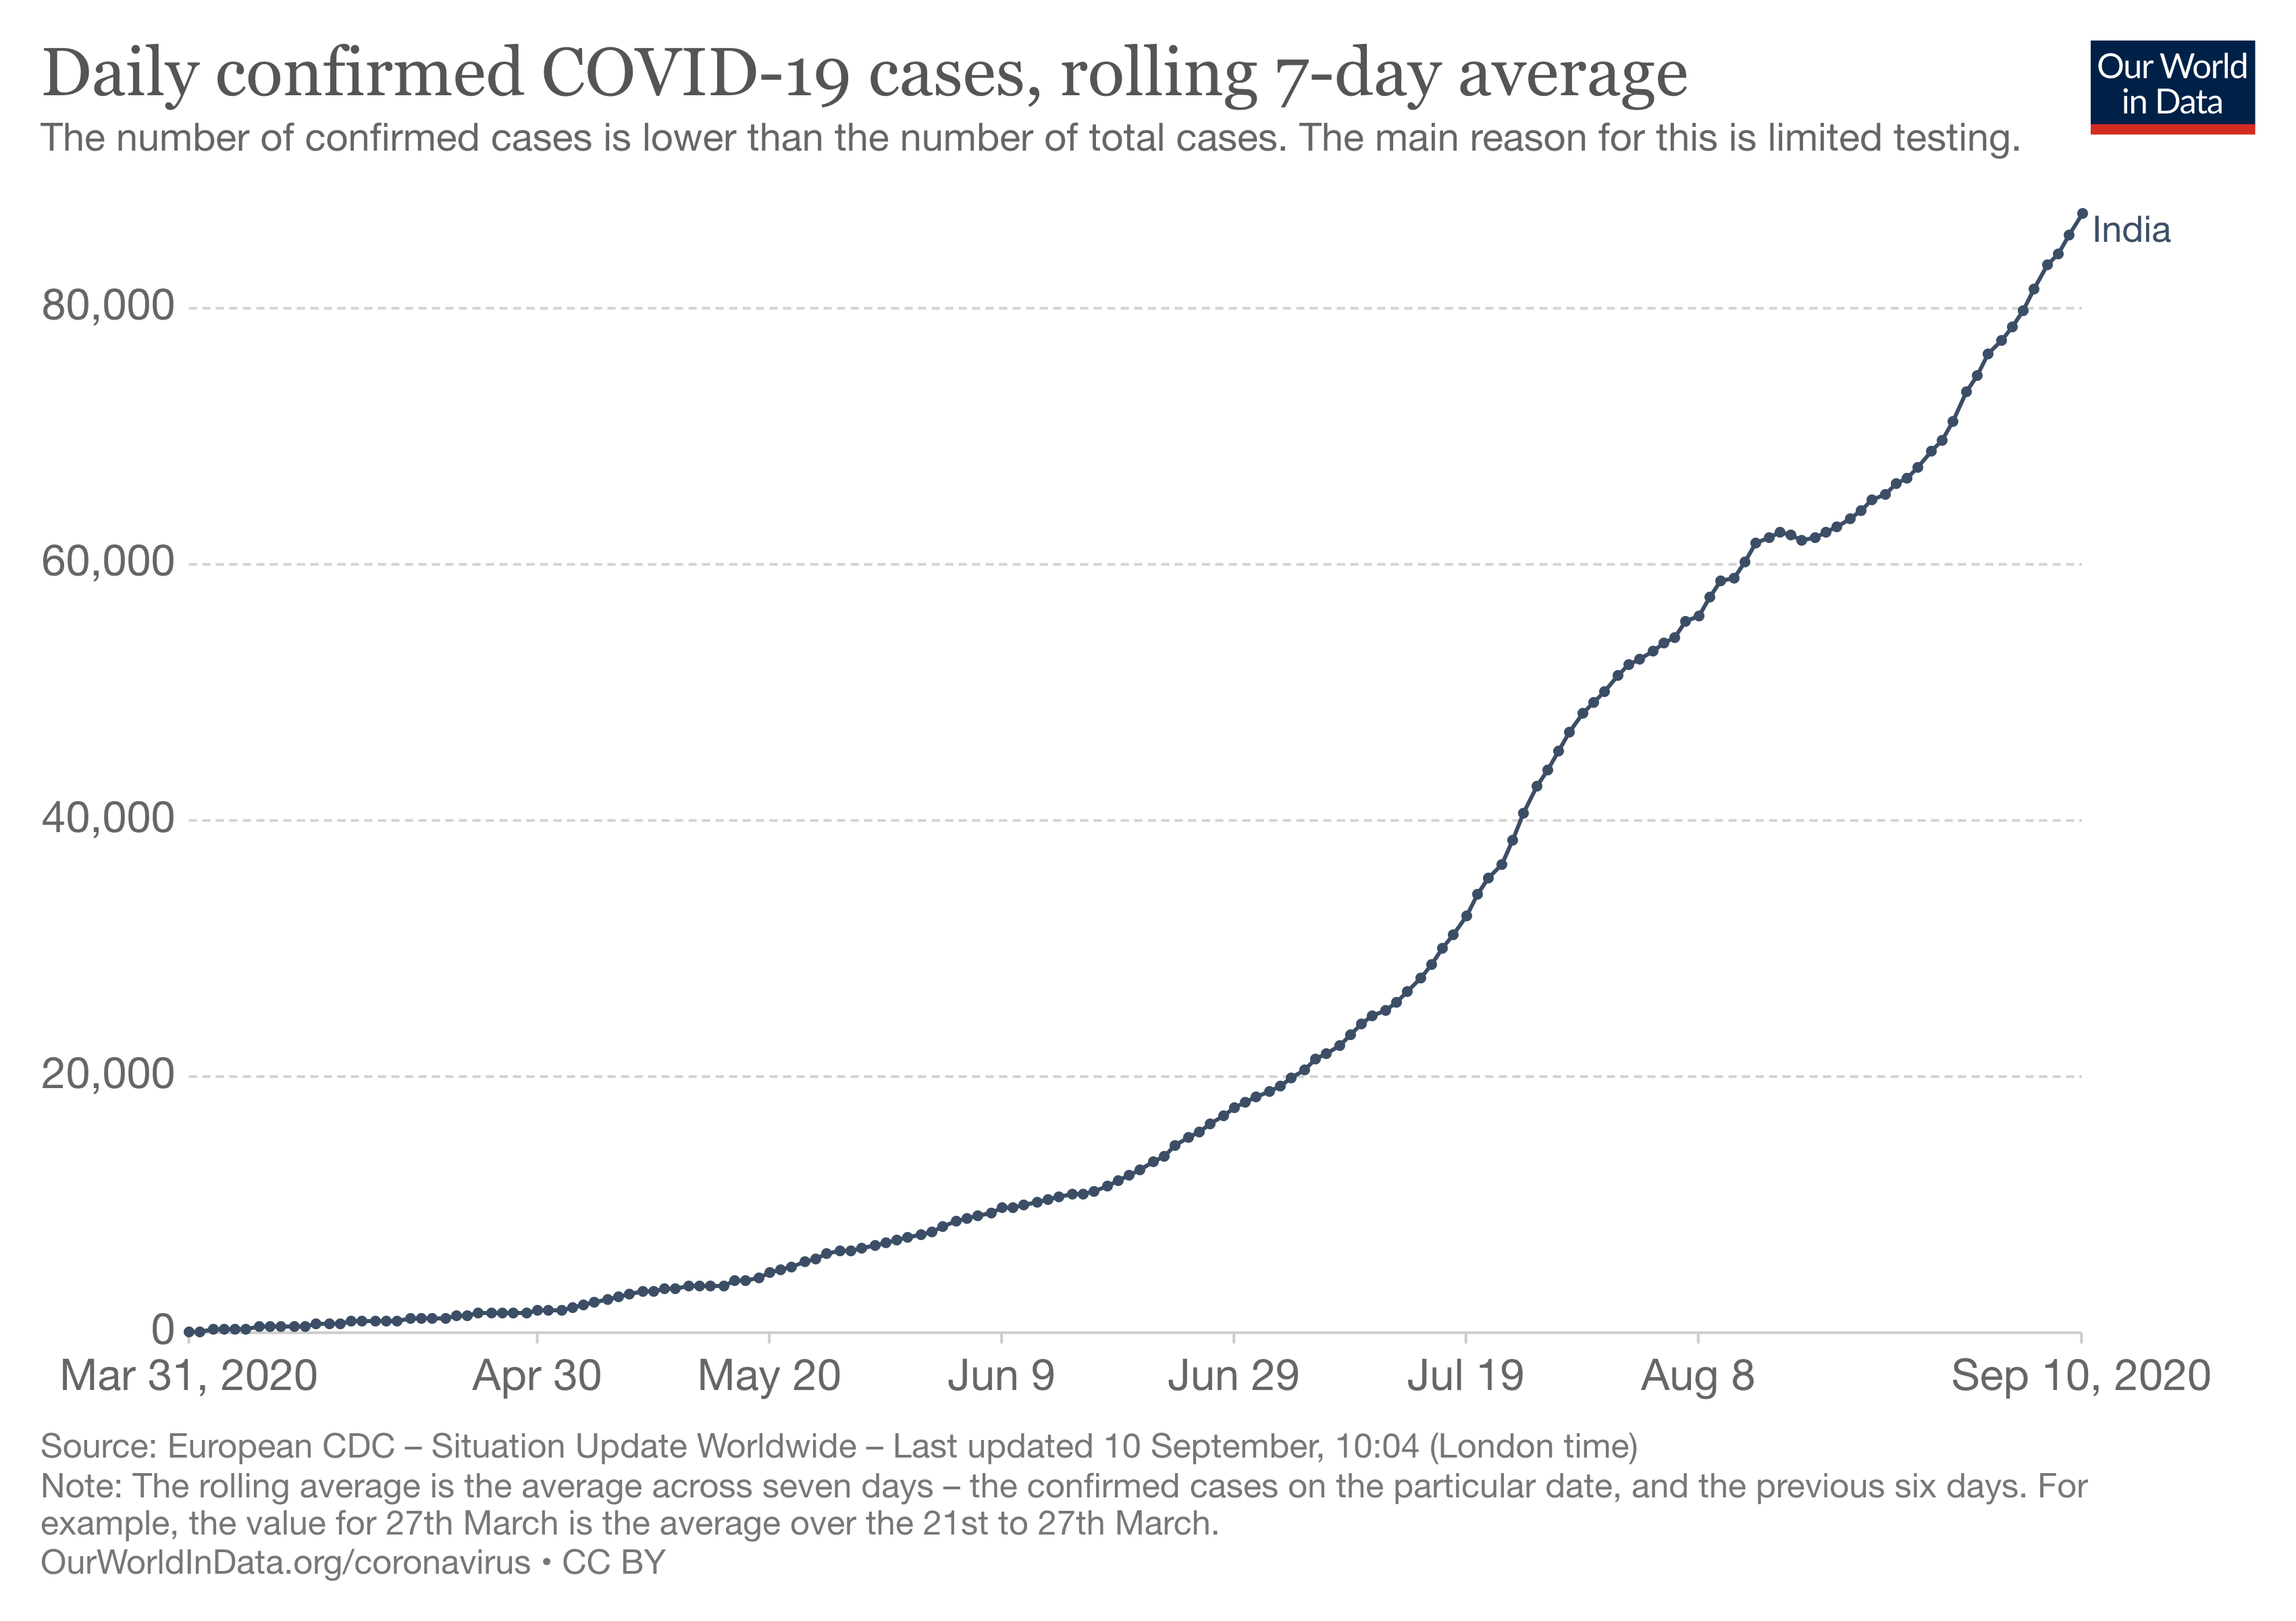 Daily confirmed COVID-19 cases, rolling 7-day average
The number of confirmed cases is lower than the number of total cases. The main reason for this is limited testing.
Our World
in Data
India
80,000
60,000
40,000
20,000
0
Mar 31, 2020 Apr 30 May 20 Jun 9 Jun 29 Jul 19 Aug 8 Sep 10, 2020
Source: European CDC – Situation Update Worldwide – Last updated 10 September, 10:04 (London time)
Note: The rolling average is the average across seven days – the confirmed cases on the particular date, and the previous six days. For
example, the value for 27th March is the average over the 21st to 27th March.
OurWorldInData.org/coronavirus • CC BY